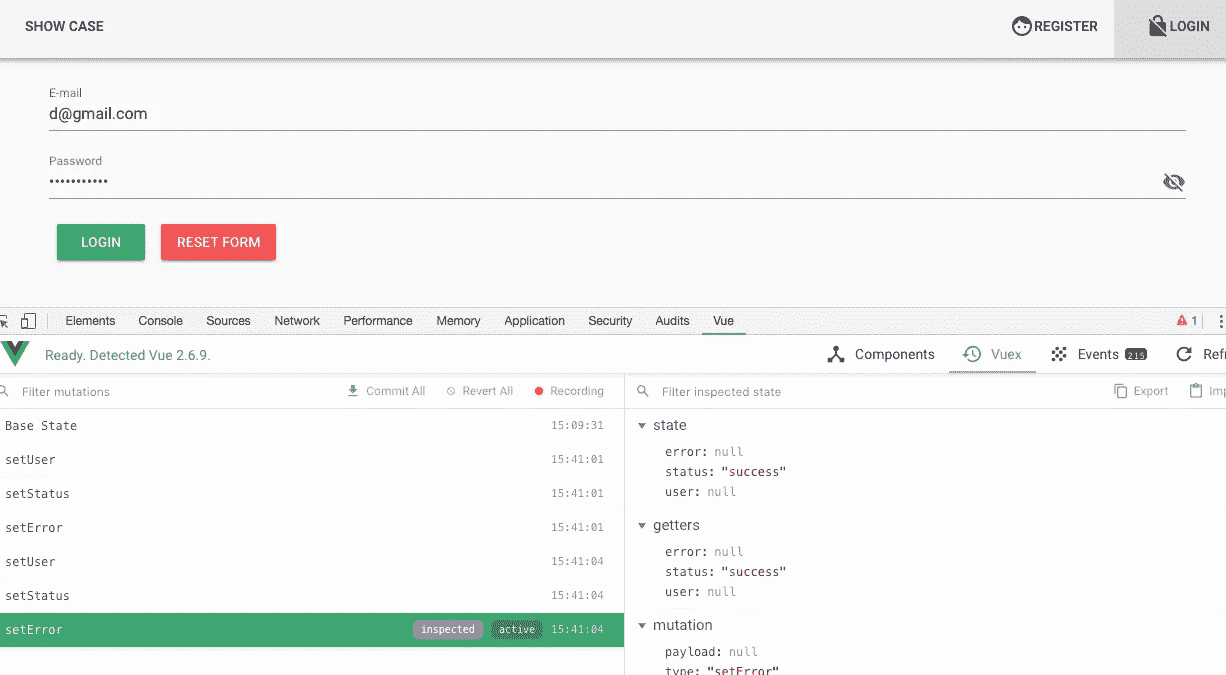 SHOW CASE REGISTER LOGIN
E-mail
d@gmail.com
Password
•••••••••••
LOGIN RESET FORM
Elements Console Sources Network Performance Memory Application Security Audits Vue 1
Ready. Detected Vue 2.6.9. Components Vuex Events 215
Filter mutations Commit All Revert All Recording Filter inspected state Export
Base State 15:09:31
setUser 15:41:01
setStatus 15:41:01
setError 15:41:01
setUser 15:41:04
setStatus 15:41:04
setError inspected active 15:41:04
state
error: null
status: "success"
user: null
getters
error: null
status: "success"
user: null
mutation
payload: null
type: "setError"